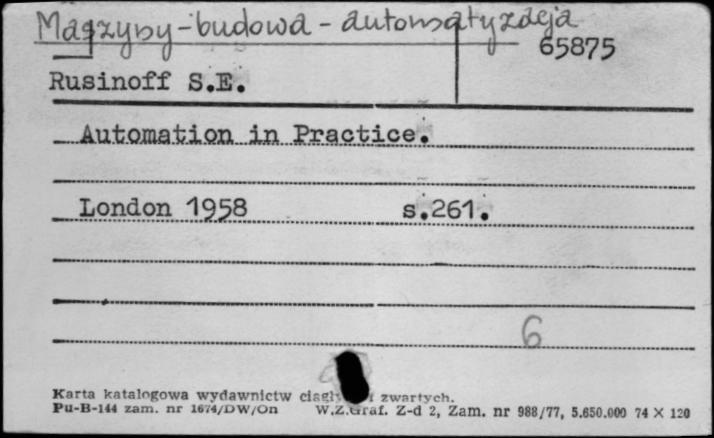 Maszyny - budowa - automatyzacja
65875
Rusinoff S.E.
Automation in Practice.
London 1958 s.261.
6
Karta katalogowa wydawnictw zwartych.
Pu-B-144 zam. nr 1674/DW/On W.Z.Graf. Z-d 2, Zam. nr 988/77, 5.650.000 74 X 120